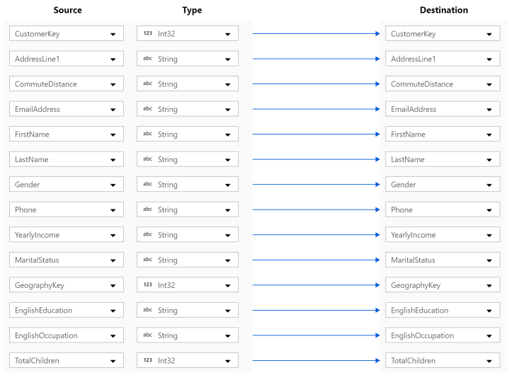 Source Type Destination
CustomerKey 123 Int32 CustomerKey
AddressLine1 abc String AddressLine1
CommuteDistance abc String CommuteDistance
EmailAddress abc String EmailAddress
FirstName abc String FirstName
LastName abc String LastName
Gender abc String Gender
Phone abc String Phone
YearlyIncome abc String YearlyIncome
MaritalStatus abc String MaritalStatus
GeographyKey 123 Int32 GeographyKey
EnglishEducation abc String EnglishEducation
EnglishOccupation abc String EnglishOccupation
TotalChildren 123 Int32 TotalChildren